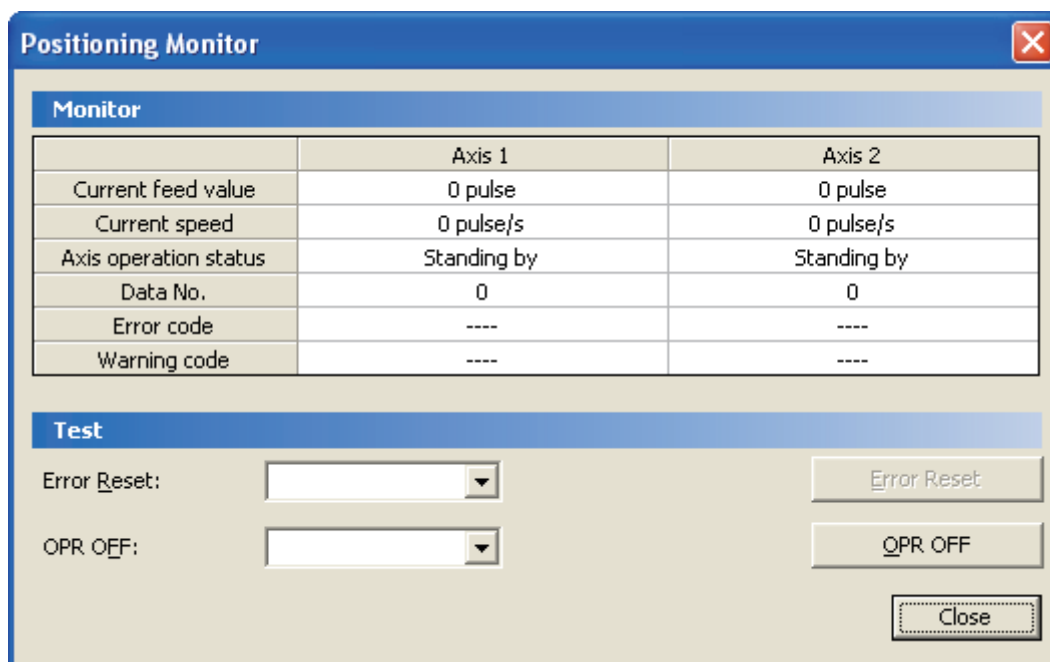 Positioning Monitor
Monitor
Axis 1 Axis 2
Current feed value 0 pulse 0 pulse
Current speed 0 pulse/s 0 pulse/s
Axis operation status Standing by Standing by
Data No. 0 0
Error code ---- ----
Warning code ---- ----
Test
Error Reset: Error Reset
OPR OFF: OPR OFF
Close